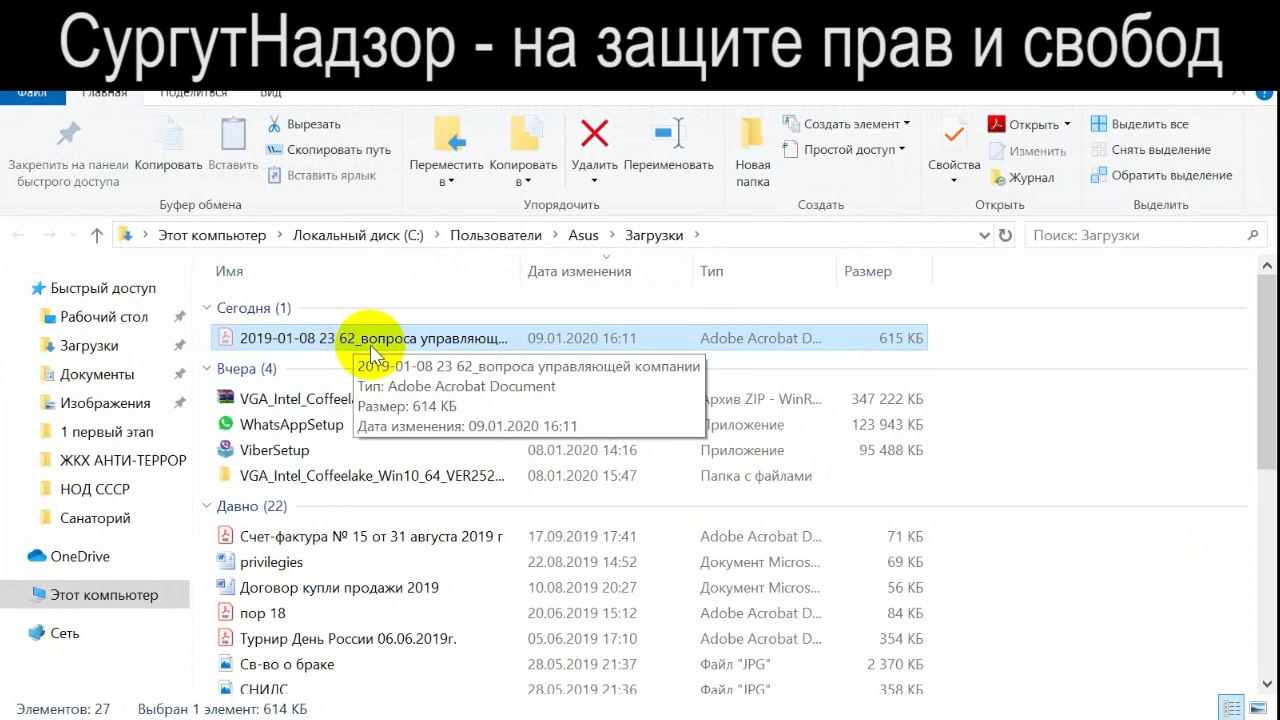 СургутНадзор - на защите прав и свобод
Файл Главная Поделиться Вид
Закрепить на панели быстрого доступа
Копировать
Вставить
Вырезать
Скопировать путь
Вставить ярлык
Буфер обмена
Переместить в
Копировать в
Удалить
Переименовать
Упорядочить
Новая папка
Создать элемент
Простой доступ
Создать
Свойства
Открыть
Изменить
Журнал
Открыть
Выделить все
Снять выделение
Обратить выделение
Выделить
Этот компьютер Локальный диск (C:) Пользователи Asus Загрузки
Поиск: Загрузки
Быстрый доступ
Рабочий стол
Загрузки
Документы
Изображения
1 первый этап
ЖКХ АНТИ-ТЕРРОР
НОД СССР
Санаторий
OneDrive
Этот компьютер
Сеть
Имя Дата изменения Тип Размер
Сегодня (1)
2019-01-08 23 62_вопроса управляющ... 09.01.2020 16:11 Adobe Acrobat D... 615 КБ
2019-01-08 23 62_вопроса управляющей компании
Тип: Adobe Acrobat Document
Размер: 614 КБ
Дата изменения: 09.01.2020 16:11
Вчера (4)
VGA_Intel_Coffeela Архив ZIP - WinR... 347 222 КБ
WhatsAppSetup Приложение 123 943 КБ
ViberSetup 08.01.2020 14:16 Приложение 95 488 КБ
VGA_Intel_Coffeelake_Win10_64_VER252... 08.01.2020 15:47 Папка с файлами
Давно (22)
Счет-фактура № 15 от 31 августа 2019 г 17.09.2019 17:41 Adobe Acrobat D... 71 КБ
privilegies 22.08.2019 14:52 Документ Micros... 69 КБ
Договор купли продажи 2019 10.08.2019 20:27 Документ Micros... 56 КБ
пор 18 20.06.2019 15:12 Adobe Acrobat D... 84 КБ
Турнир День России 06.06.2019г. 05.06.2019 17:10 Adobe Acrobat D... 354 КБ
Св-во о браке 28.05.2019 21:37 Файл "JPG" 2 370 КБ
СНИЛС 28.05.2019 21:36 Файл "JPG" 358 КБ
Элементов: 27 Выбран 1 элемент: 614 КБ